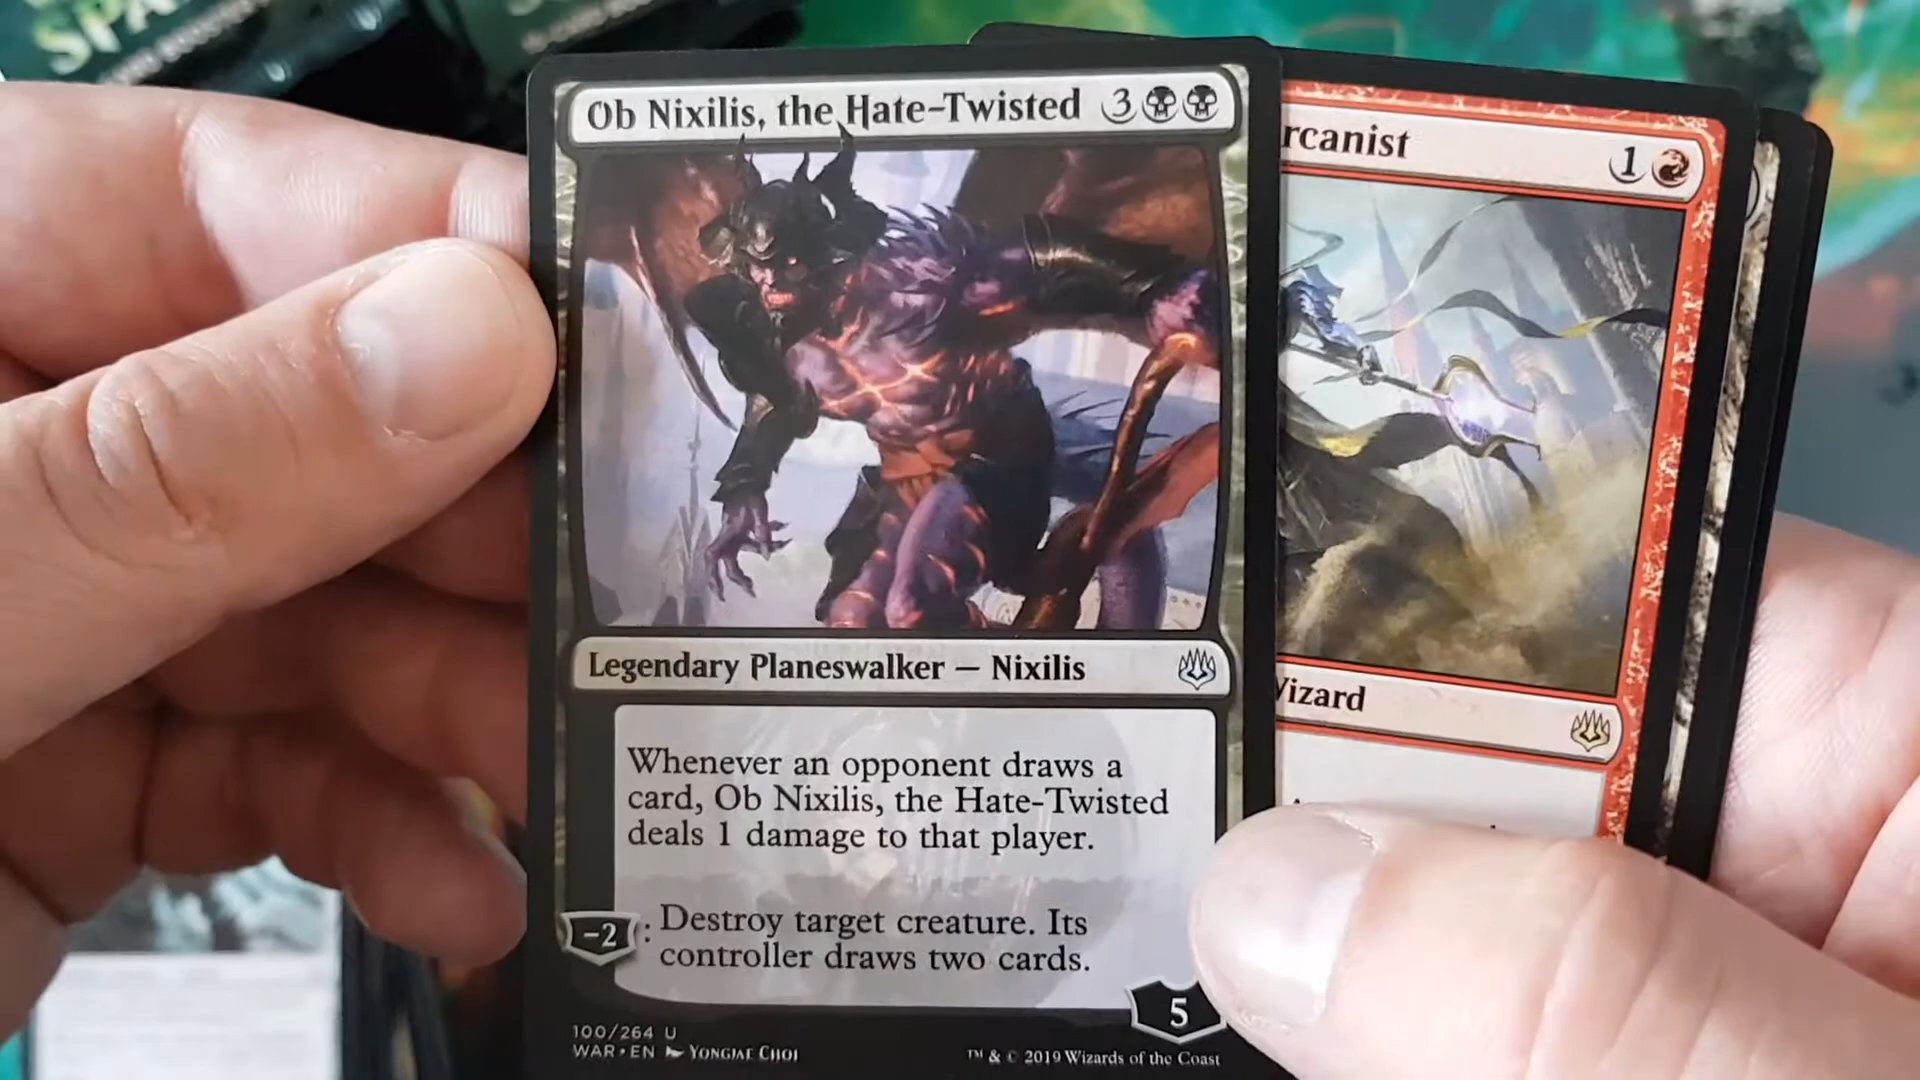 SPA
Ob Nixilis, the Hate-Twisted 3
Legendary Planeswalker — Nixilis
Whenever an opponent draws a
card, Ob Nixilis, the Hate-Twisted
deals 1 damage to that player.
-2: Destroy target creature. Its
controller draws two cards.
5
100/264 U
WAR • EN YONGJAE CHOI
™ & © 2019 Wizards of the Coast
rcanist 1
Wizard